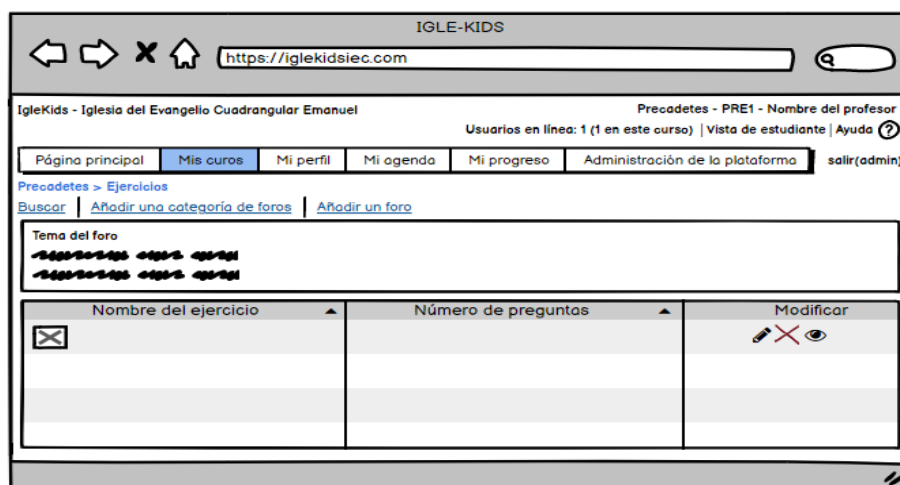 IGLE-KIDS
https://iglekidsiec.com
IgleKids - Iglesia del Evangelio Cuadrangular Emanuel
Precadetes - PRE1 - Nombre del profesor
Usuarios en línea: 1 (1 en este curso) | Vista de estudiante | Ayuda ?
Página principal Mis curos Mi perfil Mi agenda Mi progreso Administración de la plataforma salir(admin)
Precadetes > Ejercicios
Buscar | Añadir una categoría de foros | Añadir un foro
Tema del foro
Nombre del ejercicio Número de preguntas Modificar